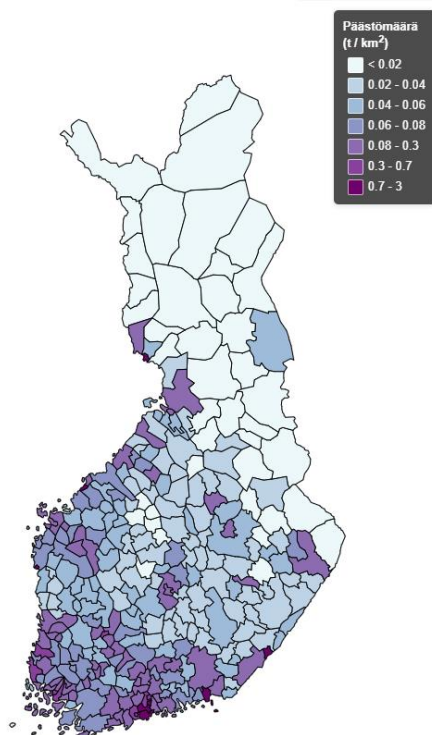 Päästömäärä
(t / km²)
< 0.02
0.02 - 0.04
0.04 - 0.06
0.06 - 0.08
0.08 - 0.3
0.3 - 0.7
0.7 - 3